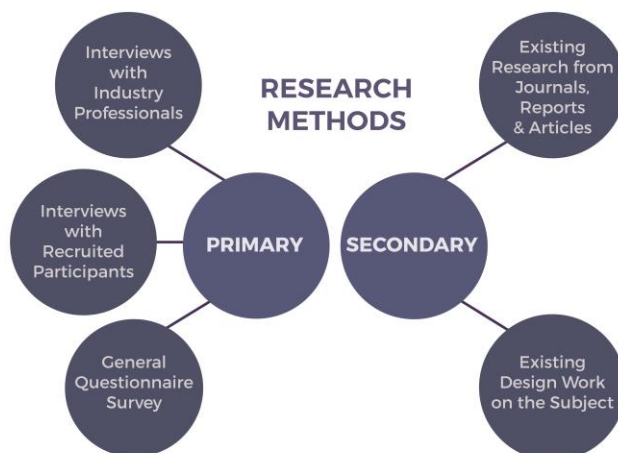 RESEARCH
METHODS
Interviews
with
Industry
Professionals
Interviews
with
Recruited
Participants
General
Questionnaire
Survey
PRIMARY
SECONDARY
Existing
Research from
Journals,
Reports
& Articles
Existing
Design Work
on the Subject